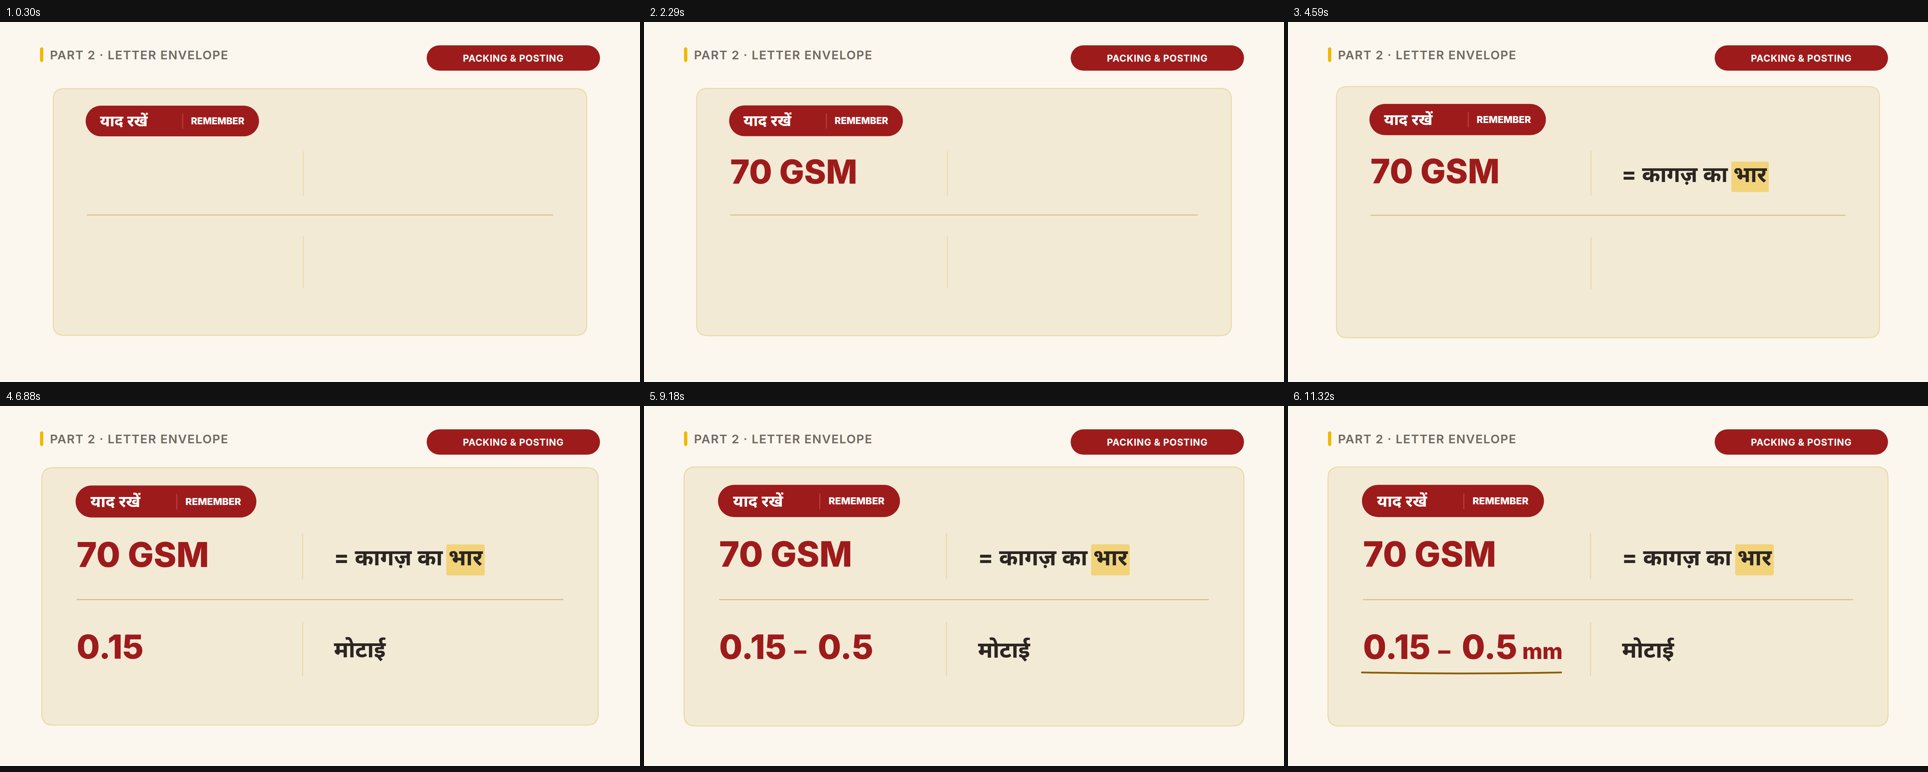 1. 0.30s
PART 2 · LETTER ENVELOPE
PACKING & POSTING
याद रखें
REMEMBER
2. 2.29s
PART 2 · LETTER ENVELOPE
PACKING & POSTING
याद रखें
REMEMBER
70 GSM
3. 4.59s
PART 2 · LETTER ENVELOPE
PACKING & POSTING
याद रखें
REMEMBER
70 GSM
= कागज़ का भार
4. 6.88s
PART 2 · LETTER ENVELOPE
PACKING & POSTING
याद रखें
REMEMBER
70 GSM
= कागज़ का भार
0.15
मोटाई
5. 9.18s
PART 2 · LETTER ENVELOPE
PACKING & POSTING
याद रखें
REMEMBER
70 GSM
= कागज़ का भार
0.15 – 0.5
मोटाई
6. 11.32s
PART 2 · LETTER ENVELOPE
PACKING & POSTING
याद रखें
REMEMBER
70 GSM
= कागज़ का भार
0.15 – 0.5 mm
मोटाई